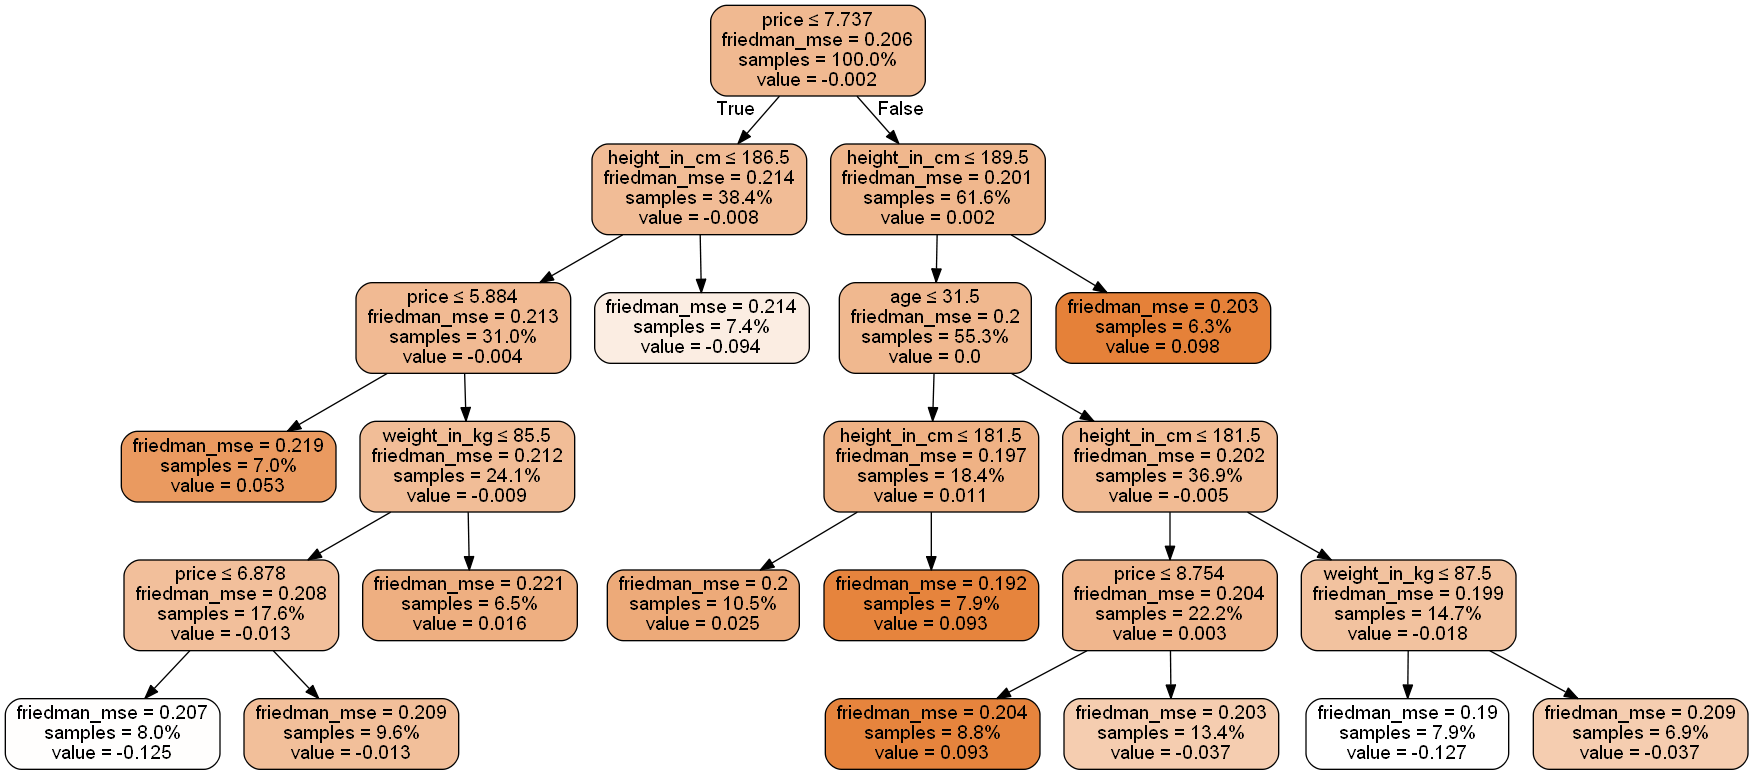 price ≤ 7.737
friedman_mse = 0.206
samples = 100.0%
value = -0.002
True
False
height_in_cm ≤ 186.5
friedman_mse = 0.214
samples = 38.4%
value = -0.008
height_in_cm ≤ 189.5
friedman_mse = 0.201
samples = 61.6%
value = 0.002
price ≤ 5.884
friedman_mse = 0.213
samples = 31.0%
value = -0.004
friedman_mse = 0.214
samples = 7.4%
value = -0.094
age ≤ 31.5
friedman_mse = 0.2
samples = 55.3%
value = 0.0
friedman_mse = 0.203
samples = 6.3%
value = 0.098
friedman_mse = 0.219
samples = 7.0%
value = 0.053
weight_in_kg ≤ 85.5
friedman_mse = 0.212
samples = 24.1%
value = -0.009
height_in_cm ≤ 181.5
friedman_mse = 0.197
samples = 18.4%
value = 0.011
height_in_cm ≤ 181.5
friedman_mse = 0.202
samples = 36.9%
value = -0.005
price ≤ 6.878
friedman_mse = 0.208
samples = 17.6%
value = -0.013
friedman_mse = 0.221
samples = 6.5%
value = 0.016
friedman_mse = 0.2
samples = 10.5%
value = 0.025
friedman_mse = 0.192
samples = 7.9%
value = 0.093
price ≤ 8.754
friedman_mse = 0.204
samples = 22.2%
value = 0.003
weight_in_kg ≤ 87.5
friedman_mse = 0.199
samples = 14.7%
value = -0.018
friedman_mse = 0.207
samples = 8.0%
value = -0.125
friedman_mse = 0.209
samples = 9.6%
value = -0.013
friedman_mse = 0.204
samples = 8.8%
value = 0.093
friedman_mse = 0.203
samples = 13.4%
value = -0.037
friedman_mse = 0.19
samples = 7.9%
value = -0.127
friedman_mse = 0.209
samples = 6.9%
value = -0.037